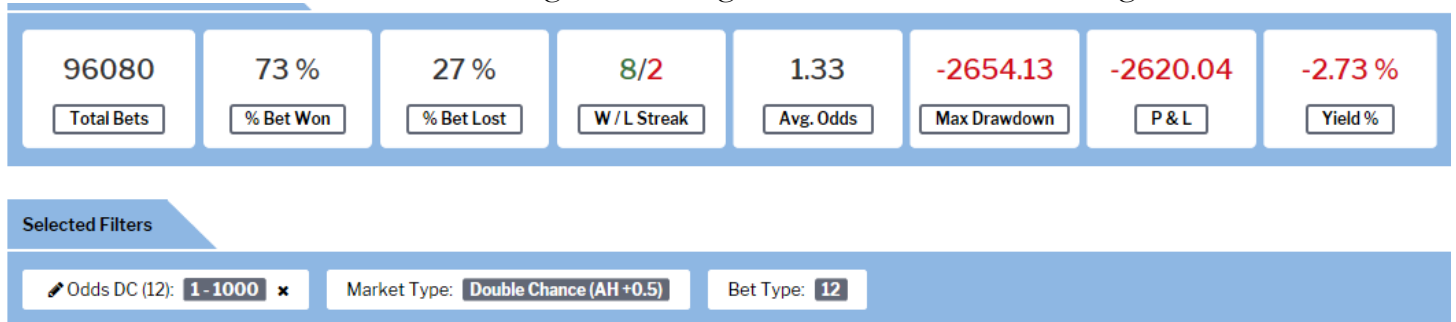 96080 73 % 27 % 8/2 1.33 -2654.13 -2620.04 -2.73 %
Total Bets % Bet Won % Bet Lost W / L Streak Avg. Odds Max Drawdown P & L Yield %
Selected Filters
Odds DC (12): 1 - 1000 × Market Type: Double Chance (AH +0.5) Bet Type: 12